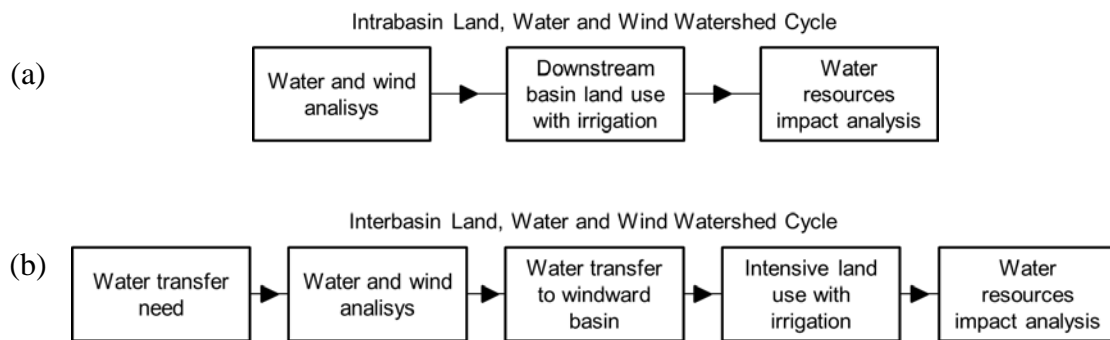 Intrabasin Land, Water and Wind Watershed Cycle
(a)
Water and wind
analisys
Downstream
basin land use
with irrigation
Water
resources
impact analysis
Interbasin Land, Water and Wind Watershed Cycle
(b)
Water transfer
need
Water and wind
analisys
Water transfer
to windward
basin
Intensive land
use with
irrigation
Water
resources
impact analysis